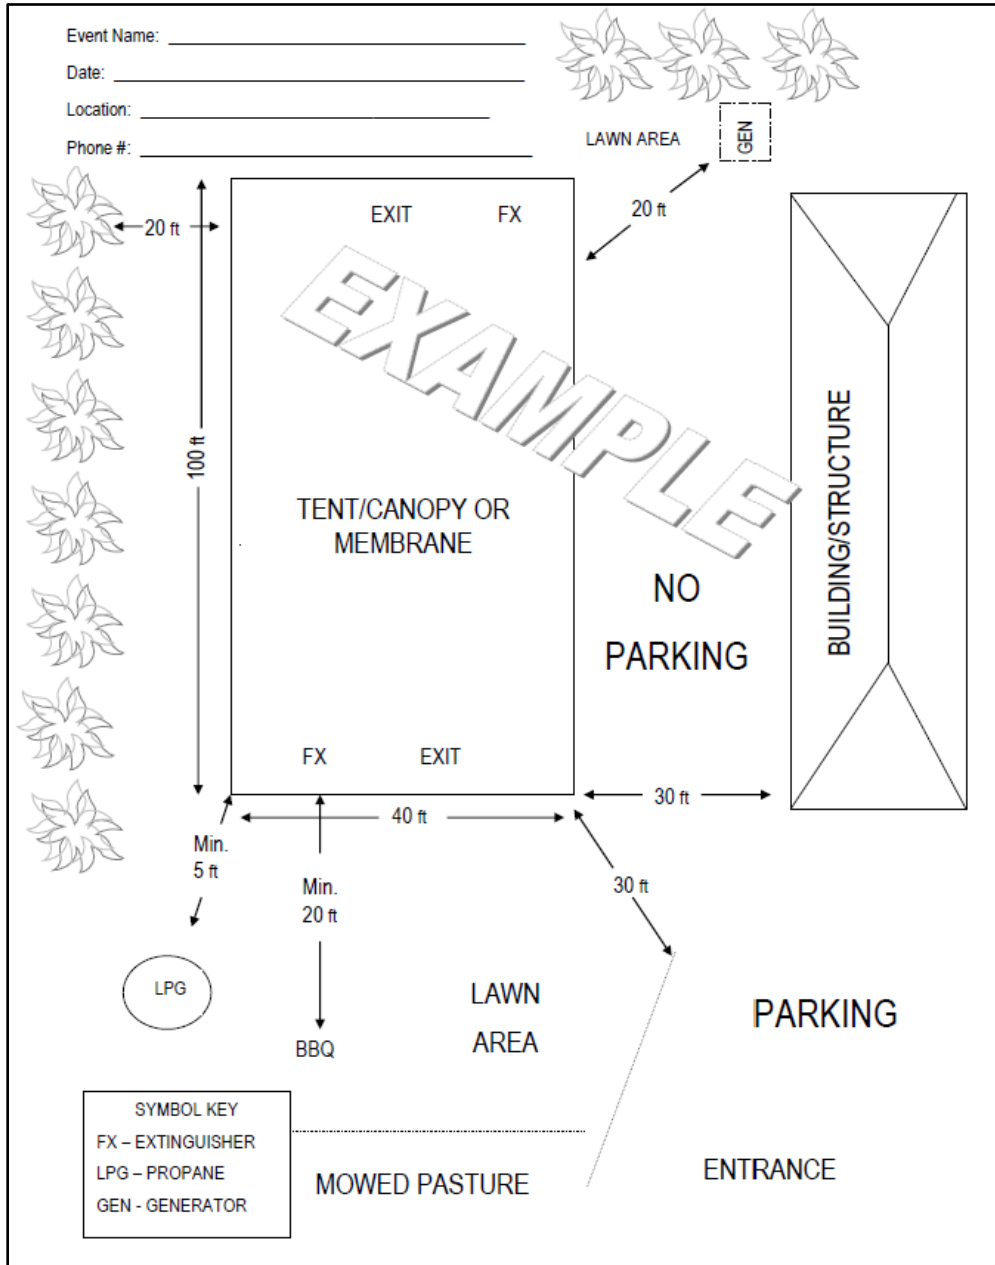 Event Name:
Date:
Location:
Phone #:
LAWN AREA
GEN
20 ft
20 ft
EXIT
FX
EXAMPLE
100 ft
TENT/CANOPY OR
MEMBRANE
NO
PARKING
BUILDING/STRUCTURE
FX
EXIT
30 ft
40 ft
Min.
5 ft
Min.
20 ft
30 ft
LPG
LAWN
AREA
PARKING
BBQ
SYMBOL KEY
FX – EXTINGUISHER
LPG – PROPANE
GEN - GENERATOR
MOWED PASTURE
ENTRANCE